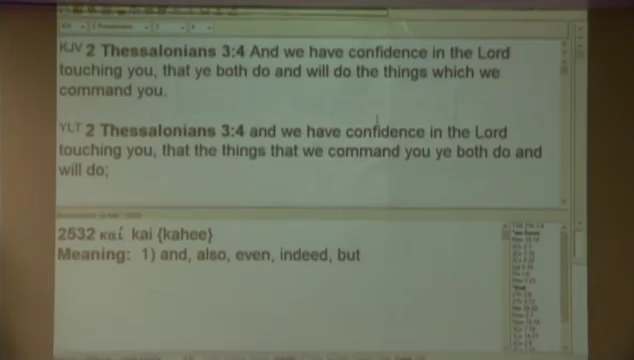 KJV 2 Thessalonians 3:4 And we have confidence in the Lord
touching you, that ye both do and will do the things which we
command you.
YLT 2 Thessalonians 3:4 and we have confidence in the Lord
touching you, that the things that we command you ye both do and
will do;
2532 καί kai {kahee}
Meaning: 1) and, also, even, indeed, but